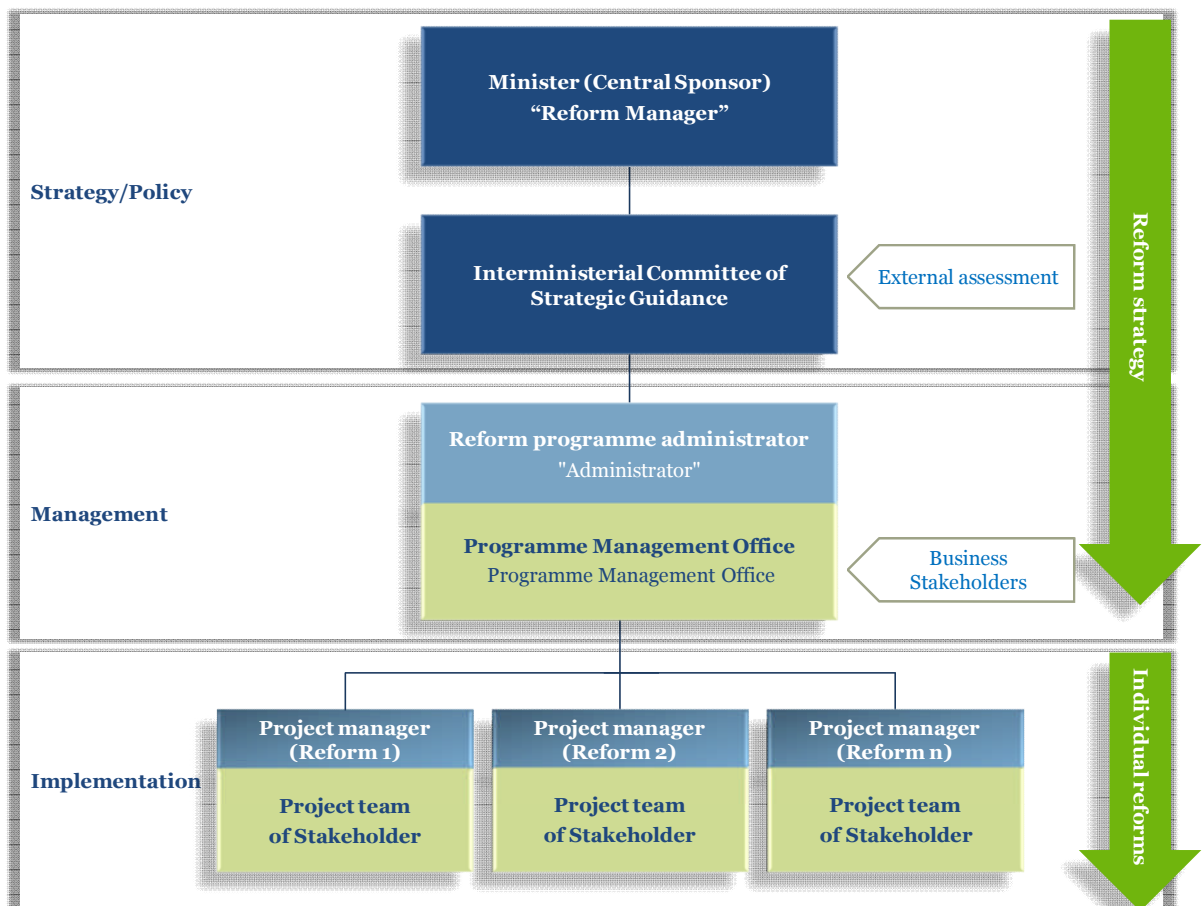 Minister (Central Sponsor)
“Reform Manager”
Strategy/Policy
Interministerial Committee of
Strategic Guidance
External assessment
Reform strategy
Reform programme administrator
"Administrator"
Management
Programme Management Office
Programme Management Office
Business
Stakeholders
Project manager
(Reform 1)
Project manager
(Reform 2)
Project manager
(Reform n)
Implementation
Project team
of Stakeholder
Project team
of Stakeholder
Project team
of Stakeholder
Individual reforms